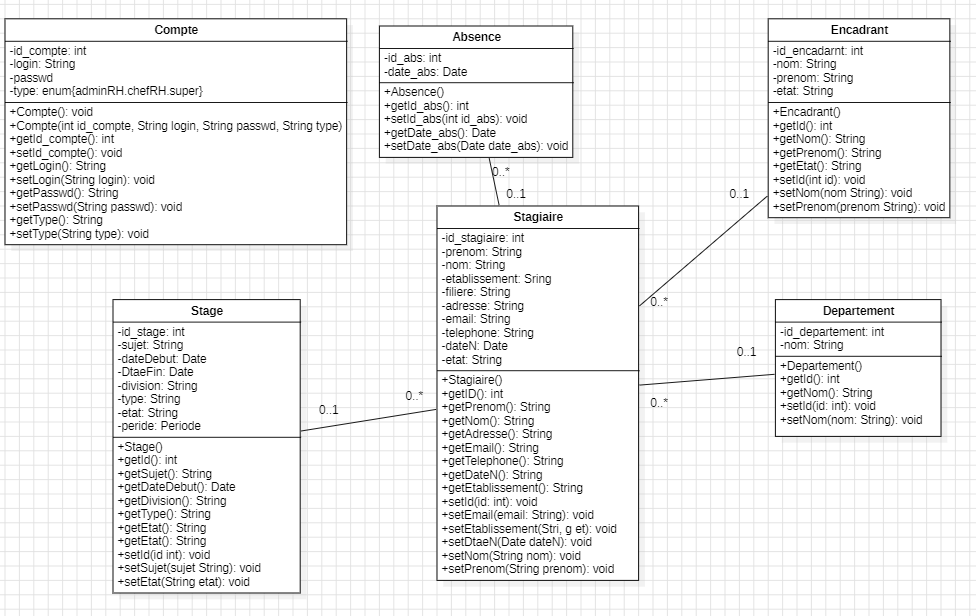 Compte
-id_compte: int
-login: String
-passwd
-type: enum{adminRH.chefRH.super}
+Compte(): void
+Compte(int id_compte, String login, String passwd, String type)
+getId_compte(): int
+setId_compte(): void
+getLogin(): String
+setLogin(String login): void
+getPasswd(): String
+setPasswd(String passwd): void
+getType(): String
+setType(String type): void
Absence
-id_abs: int
-date_abs: Date
+Absence()
+getId_abs(): int
+setId_abs(int id_abs): void
+getDate_abs(): Date
+setDate_abs(Date date_abs): void
0..*
0..1
Encadrant
-id_encadarnt: int
-nom: String
-prenom: String
-etat: String
+Encadrant()
+getId(): int
+getNom(): String
+getPrenom(): String
+getEtat(): String
+setId(int id): void
+setNom(nom String): void
+setPrenom(prenom String): void
0..1
0..*
Stagiaire
-id_stagiaire: int
-prenom: String
-nom: String
-etablissement: Sring
-filiere: String
-adresse: String
-email: String
-telephone: String
-dateN: Date
-etat: String
+Stagiaire()
+getID(): int
+getPrenom(): String
+getNom(): String
+getAdresse(): String
+getEmail(): String
+getTelephone(): String
+getDateN(): String
+getEtablissement(): String
+setId(id: int): void
+setEmail(email: String): void
+setEtablissement(Stri, g et): void
+setDtaeN(Date dateN): void
+setNom(String nom): void
+setPrenom(String prenom): void
Stage
-id_stage: int
-sujet: String
-dateDebut: Date
-DtaeFin: Date
-division: String
-type: String
-etat: String
-peride: Periode
+Stage()
+getId(): int
+getSujet(): String
+getDateDebut(): Date
+getDivision(): String
+getType(): String
+getEtat(): String
+getEtat(): String
+setId(id int): void
+setSujet(sujet String): void
+setEtat(String etat): void
0..1
0..*
Departement
-id_departement: int
-nom: String
+Departement()
+getId(): int
+getNom(): String
+setId(id: int): void
+setNom(nom: String): void
0..1
0..*